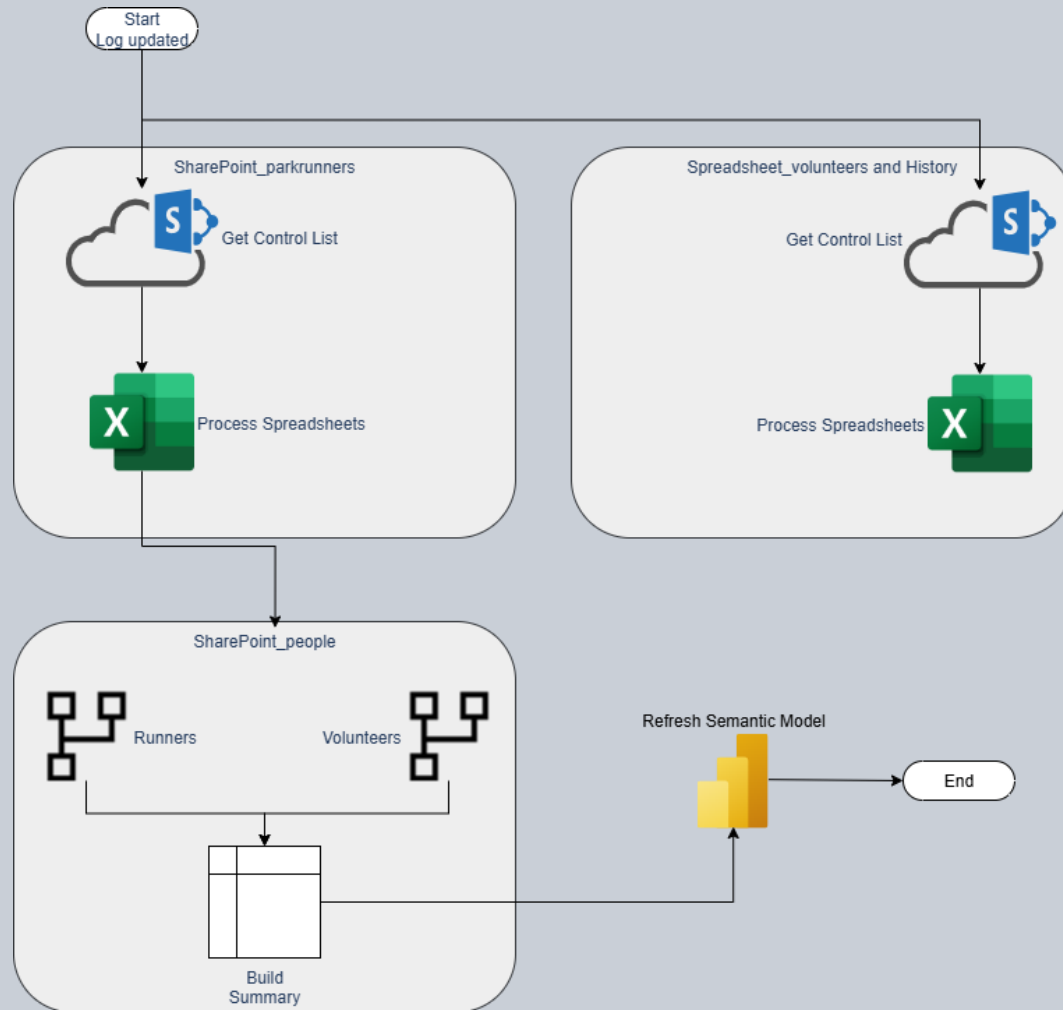 Start
Log updated
SharePoint_parkrunners
S
Get Control List
X
Process Spreadsheets
Spreadsheet_volunteers and History
Get Control List
S
Process Spreadsheets
X
SharePoint_people
Runners
Volunteers
Build
Summary
Refresh Semantic Model
End